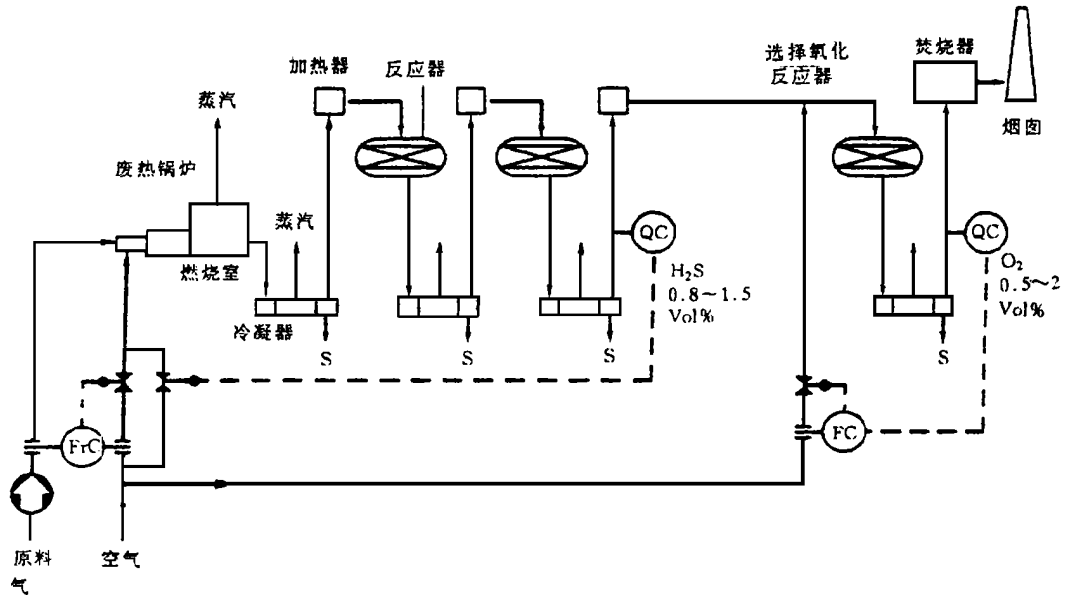 焚烧器
选择氧化
反应器
加热器
反应器
蒸汽
烟囱
废热锅炉
蒸汽
燃烧室
QC
H₂S
0.8～1.5
Vol%
QC
O₂
0.5～2
Vol%
冷凝器
S
S
S
S
FrC
FC
原料
气
空气